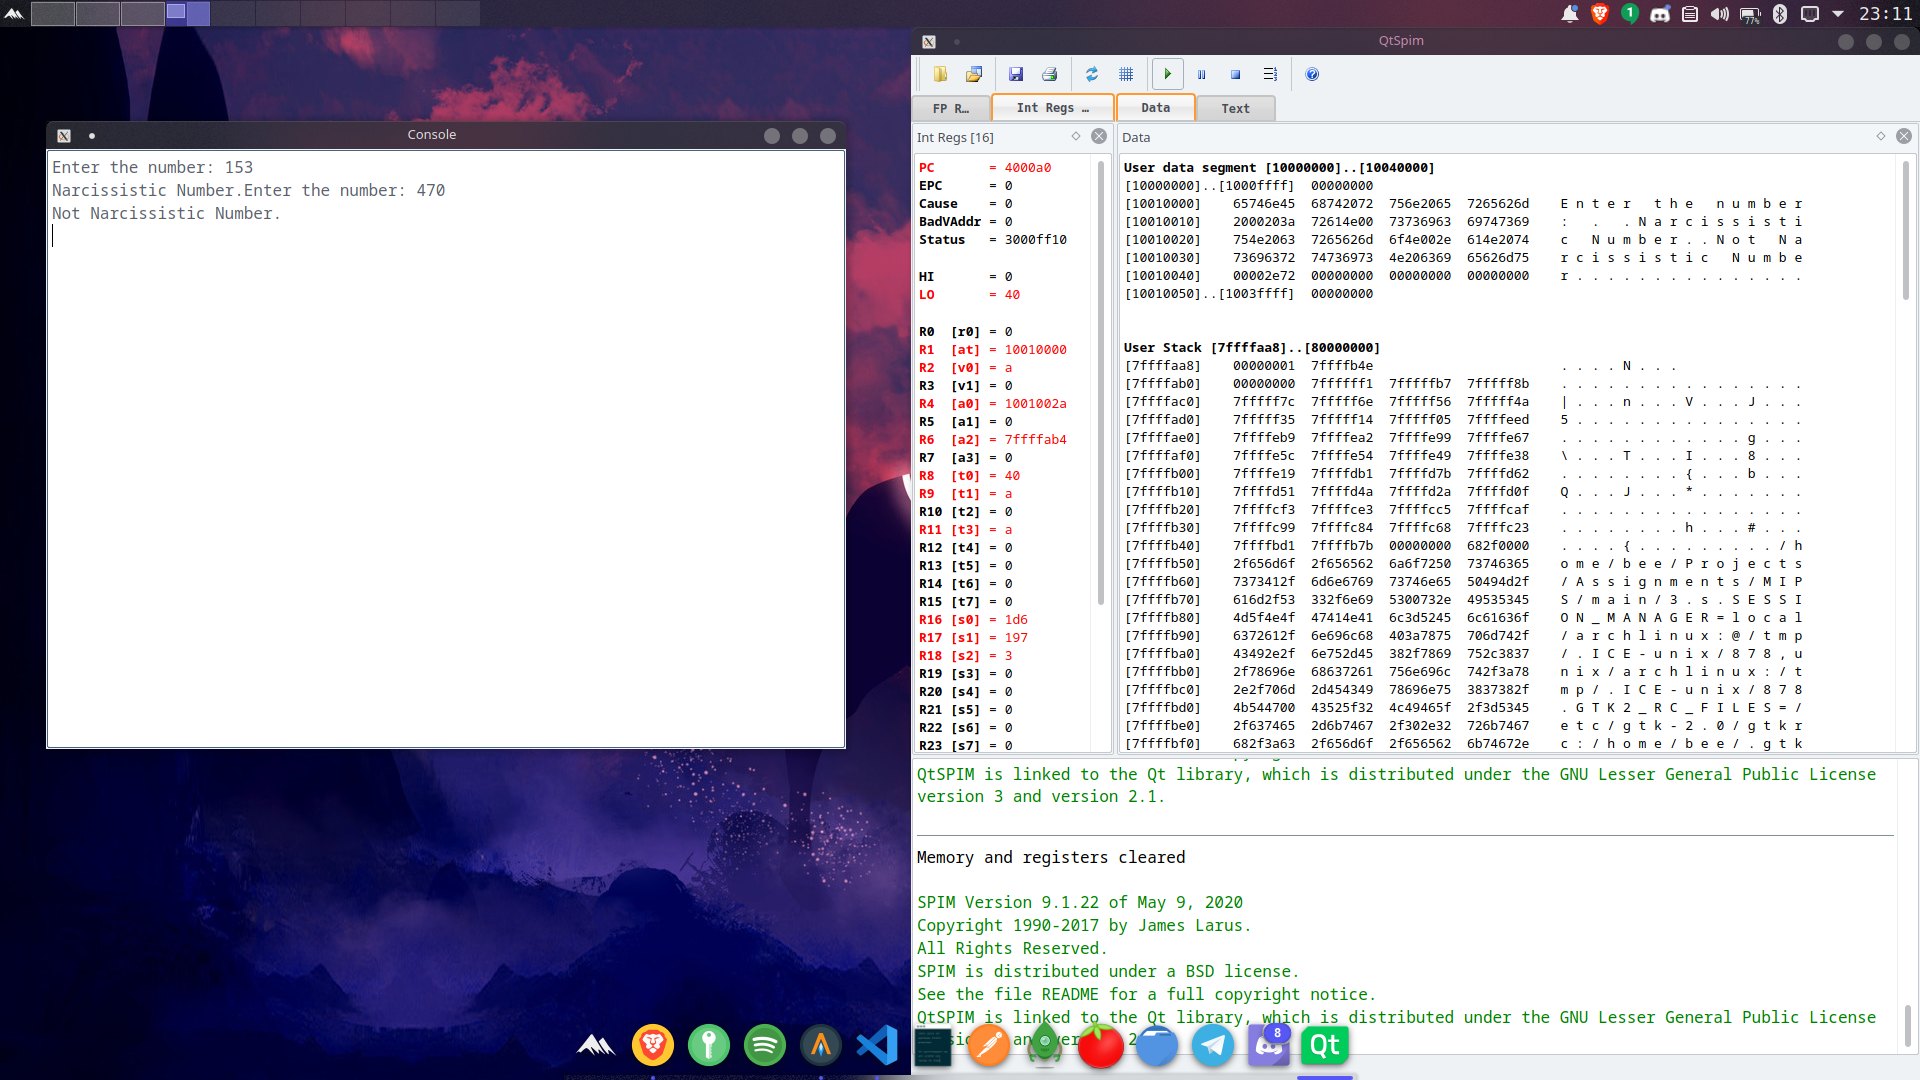 23:11
77%
1
Console
Enter the number: 153
Narcissistic Number.Enter the number: 470
Not Narcissistic Number.
QtSpim
FP R…
Int Regs …
Data
Text
Int Regs [16]
PC = 4000a0
EPC = 0
Cause = 0
BadVAddr = 0
Status = 3000ff10
HI = 0
LO = 40
R0 [r0] = 0
R1 [at] = 10010000
R2 [v0] = a
R3 [v1] = 0
R4 [a0] = 1001002a
R5 [a1] = 0
R6 [a2] = 7ffffab4
R7 [a3] = 0
R8 [t0] = 40
R9 [t1] = a
R10 [t2] = 0
R11 [t3] = a
R12 [t4] = 0
R13 [t5] = 0
R14 [t6] = 0
R15 [t7] = 0
R16 [s0] = 1d6
R17 [s1] = 197
R18 [s2] = 3
R19 [s3] = 0
R20 [s4] = 0
R21 [s5] = 0
R22 [s6] = 0
R23 [s7] = 0
Data
User data segment [10000000]..[10040000]
[10000000]..[1000ffff] 00000000
[10010000] 65746e45 68742072 756e2065 7265626d E n t e r   t h e   n u m b e r
[10010010] 2000203a 72614e00 73736963 69747369 :   .   . N a r c i s s i s t i
[10010020] 754e2063 7265626d 6f4e002e 614e2074 c   N u m b e r . . N o t   N a
[10010030] 73696372 74736973 4e206369 65626d75 r c i s s i s t i c   N u m b e
[10010040] 00002e72 00000000 00000000 00000000 r . . . . . . . . . . . . . . .
[10010050]..[1003ffff] 00000000
User Stack [7ffffaa8]..[80000000]
[7ffffaa8] 00000001 7ffffb4e . . . . N . . .
[7ffffab0] 00000000 7ffffff1 7fffffb7 7fffff8b . . . . . . . . . . . . . . . .
[7ffffac0] 7fffff7c 7fffff6e 7fffff56 7fffff4a | . . . n . . . V . . . J . . .
[7ffffad0] 7fffff35 7fffff14 7fffff05 7ffffeed 5 . . . . . . . . . . . . . . .
[7ffffae0] 7ffffeb9 7ffffea2 7ffffe99 7ffffe67 . . . . . . . . . . . . g . . .
[7ffffaf0] 7ffffe5c 7ffffe54 7ffffe49 7ffffe38 \ . . . T . . . I . . . 8 . . .
[7ffffb00] 7ffffe19 7ffffdb1 7ffffd7b 7ffffd62 . . . . . . . . { . . . b . . .
[7ffffb10] 7ffffd51 7ffffd4a 7ffffd2a 7ffffd0f Q . . . J . . . * . . . . . . .
[7ffffb20] 7ffffcf3 7ffffce3 7ffffcc5 7ffffcaf . . . . . . . . . . . . . . . .
[7ffffb30] 7ffffc99 7ffffc84 7ffffc68 7ffffc23 . . . . . . . . h . . . # . . .
[7ffffb40] 7ffffbd1 7ffffb7b 00000000 682f0000 . . . . { . . . . . . . . . / h
[7ffffb50] 2f656d6f 2f656562 6a6f7250 73746365 o m e / b e e / P r o j e c t s
[7ffffb60] 7373412f 6d6e6769 73746e65 50494d2f / A s s i g n m e n t s / M I P
[7ffffb70] 616d2f53 332f6e69 5300732e 49535345 S / m a i n / 3 . s . S E S S I
[7ffffb80] 4d5f4e4f 47414e41 6c3d5245 6c61636f O N _ M A N A G E R = l o c a l
[7ffffb90] 6372612f 6e696c68 403a7875 706d742f / a r c h l i n u x : @ / t m p
[7ffffba0] 43492e2f 6e752d45 382f7869 752c3837 / . I C E - u n i x / 8 7 8 , u
[7ffffbb0] 2f78696e 68637261 756e696c 742f3a78 n i x / a r c h l i n u x : / t
[7ffffbc0] 2e2f706d 2d454349 78696e75 3837382f m p / . I C E - u n i x / 8 7 8
[7ffffbd0] 4b544700 43525f32 4c49465f 2f3d5345 . G T K 2 _ R C _ F I L E S = /
[7ffffbe0] 2f637465 2d6b7467 2f302e32 726b7467 e t c / g t k - 2 . 0 / g t k r
[7ffffbf0] 682f3a63 2f656d6f 2f656562 6b74672e c : / h o m e / b e e / . g t k
QtSPIM is linked to the Qt library, which is distributed under the GNU Lesser General Public License
version 3 and version 2.1.
Memory and registers cleared
SPIM Version 9.1.22 of May 9, 2020
Copyright 1990-2017 by James Larus.
All Rights Reserved.
SPIM is distributed under a BSD license.
See the file README for a full copyright notice.
QtSPIM is linked to the Qt library, which is distributed under the GNU Lesser General Public License
8
Qt